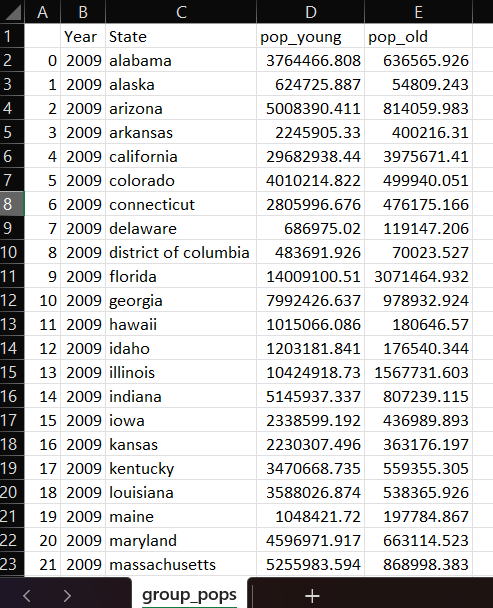 A B C D E
1 Year State pop_young pop_old
2 0 2009 alabama 3764466.808 636565.926
3 1 2009 alaska 624725.887 54809.243
4 2 2009 arizona 5008390.411 814059.983
5 3 2009 arkansas 2245905.33 400216.31
6 4 2009 california 29682938.44 3975671.41
7 5 2009 colorado 4010214.822 499940.051
8 6 2009 connecticut 2805996.676 476175.166
9 7 2009 delaware 686975.02 119147.206
10 8 2009 district of columbia 483691.926 70023.527
11 9 2009 florida 14009100.51 3071464.932
12 10 2009 georgia 7992426.637 978932.924
13 11 2009 hawaii 1015066.086 180646.57
14 12 2009 idaho 1203181.841 176540.344
15 13 2009 illinois 10424918.73 1567731.603
16 14 2009 indiana 5145937.337 807239.115
17 15 2009 iowa 2338599.192 436989.893
18 16 2009 kansas 2230307.496 363176.197
19 17 2009 kentucky 3470668.735 559355.305
20 18 2009 louisiana 3588026.874 538365.926
21 19 2009 maine 1048421.72 197784.867
22 20 2009 maryland 4596971.917 663114.523
23 21 2009 massachusetts 5255983.594 868998.383
group_pops